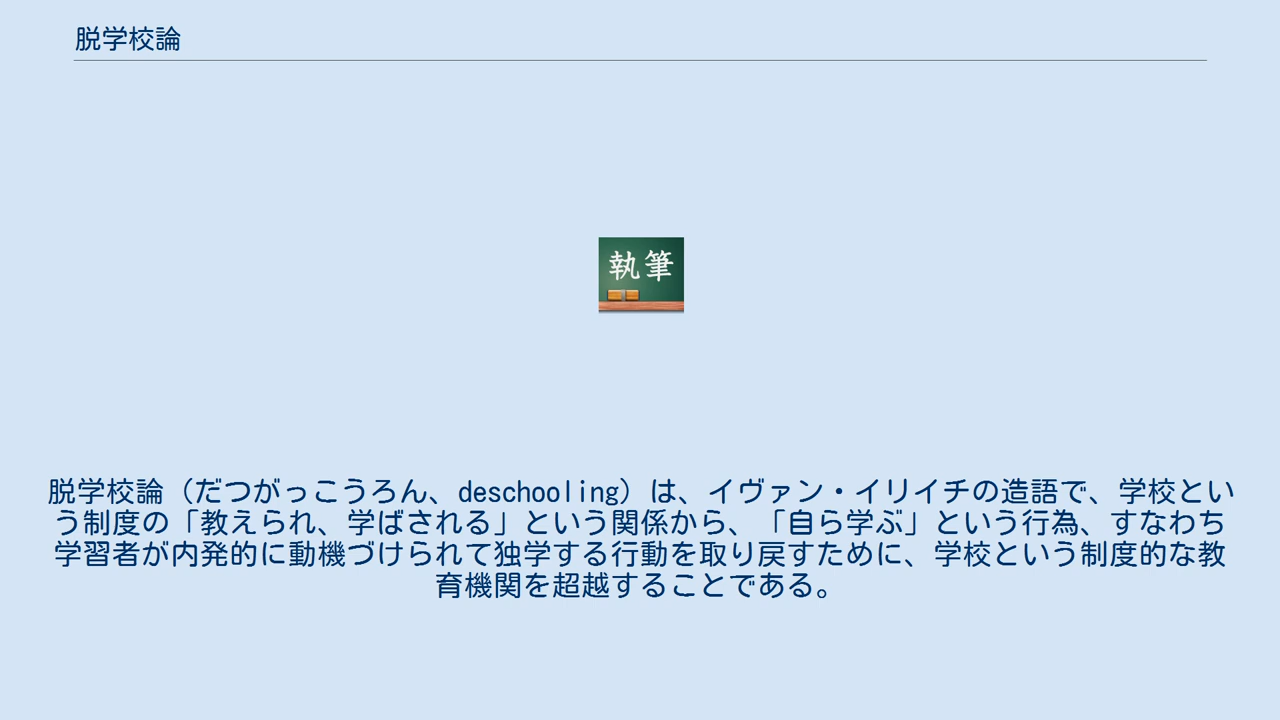 脱学校論
執筆
脱学校論（だつがっこうろん、deschooling）は、イヴァン・イリイチの造語で、学校とい
う制度の「教えられ、学ばされる」という関係から、「自ら学ぶ」という行為、すなわち
学習者が内発的に動機づけられて独学する行動を取り戻すために、学校という制度的な教
育機関を超越することである。